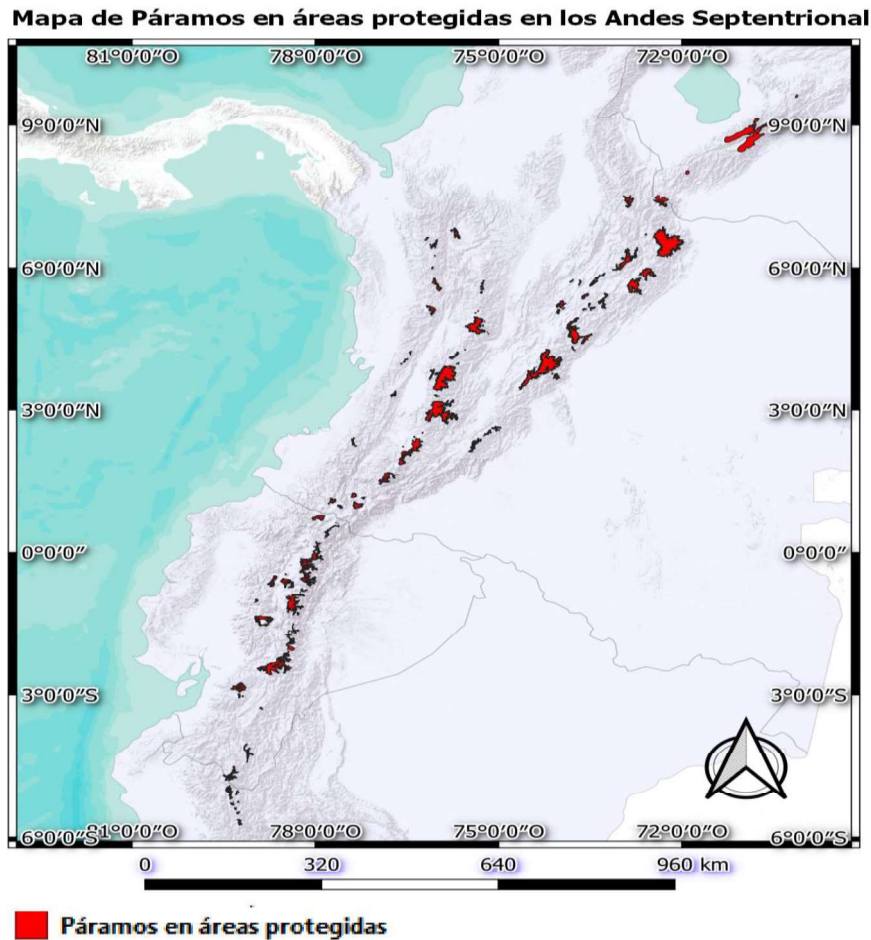 Mapa de Páramos en áreas protegidas en los Andes Septentrional
81°0'0"O 78°0'0"O 75°0'0"O 72°0'0"O
9°0'0"N 9°0'0"N
6°0'0"N 6°0'0"N
3°0'0"N 3°0'0"N
0°0'0" 0°0'0"
3°0'0"S 3°0'0"S
6°0'0"S 81°0'0"O 78°0'0"O 75°0'0"O 72°0'0"O 6°0'0"S
0 320 640 960 km
Páramos en áreas protegidas